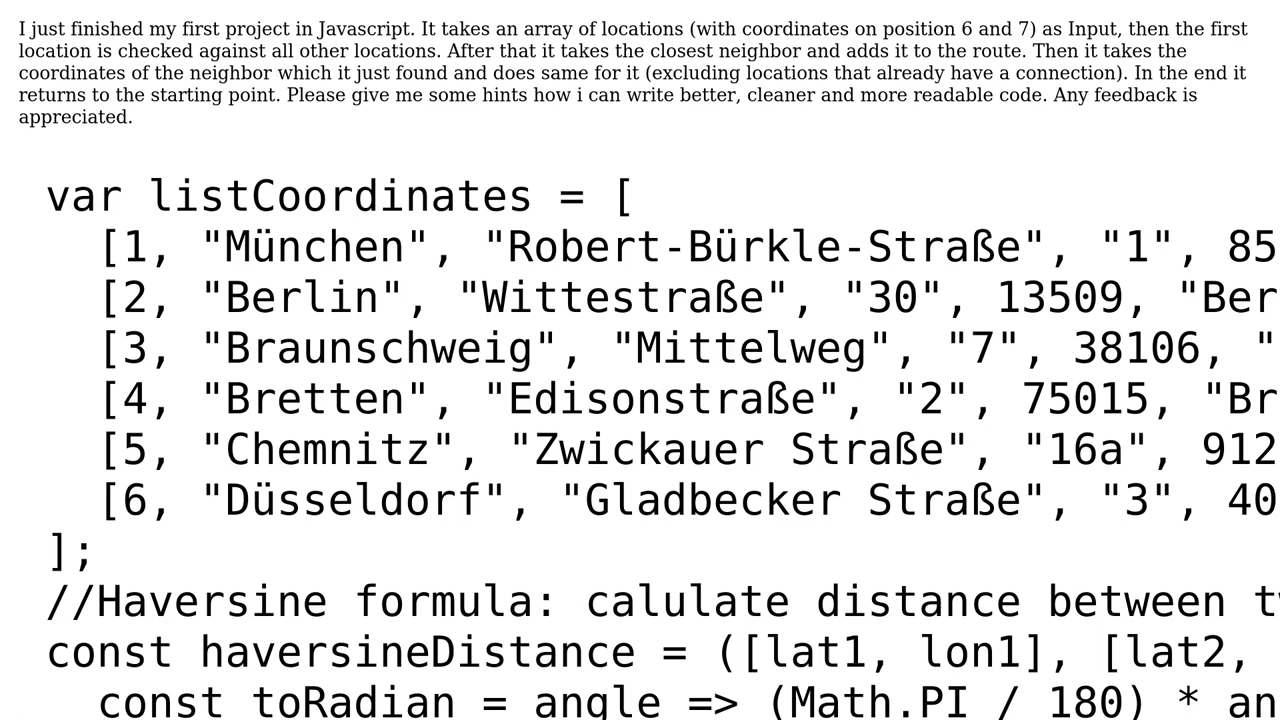 I just finished my first project in Javascript. It takes an array of locations (with coordinates on position 6 and 7) as Input, then the first
location is checked against all other locations. After that it takes the closest neighbor and adds it to the route. Then it takes the
coordinates of the neighbor which it just found and does same for it (excluding locations that already have a connection). In the end it
returns to the starting point. Please give me some hints how i can write better, cleaner and more readable code. Any feedback is
appreciated.
var listCoordinates = [
[1, "München", "Robert-Bürkle-Straße", "1", 85
[2, "Berlin", "Wittestraße", "30", 13509, "Ber
[3, "Braunschweig", "Mittelweg", "7", 38106, "
[4, "Bretten", "Edisonstraße", "2", 75015, "Br
[5, "Chemnitz", "Zwickauer Straße", "16a", 912
[6, "Düsseldorf", "Gladbecker Straße", "3", 40
];
//Haversine formula: calulate distance between
const haversineDistance = ([lat1, lon1], [lat2,
const toRadian = angle => (Math.PI / 180) * an